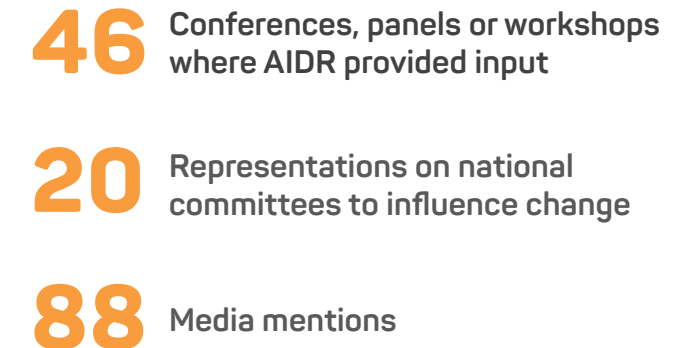 46 Conferences, panels or workshops
where AIDR provided input
20 Representations on national
committees to influence change
88 Media mentions